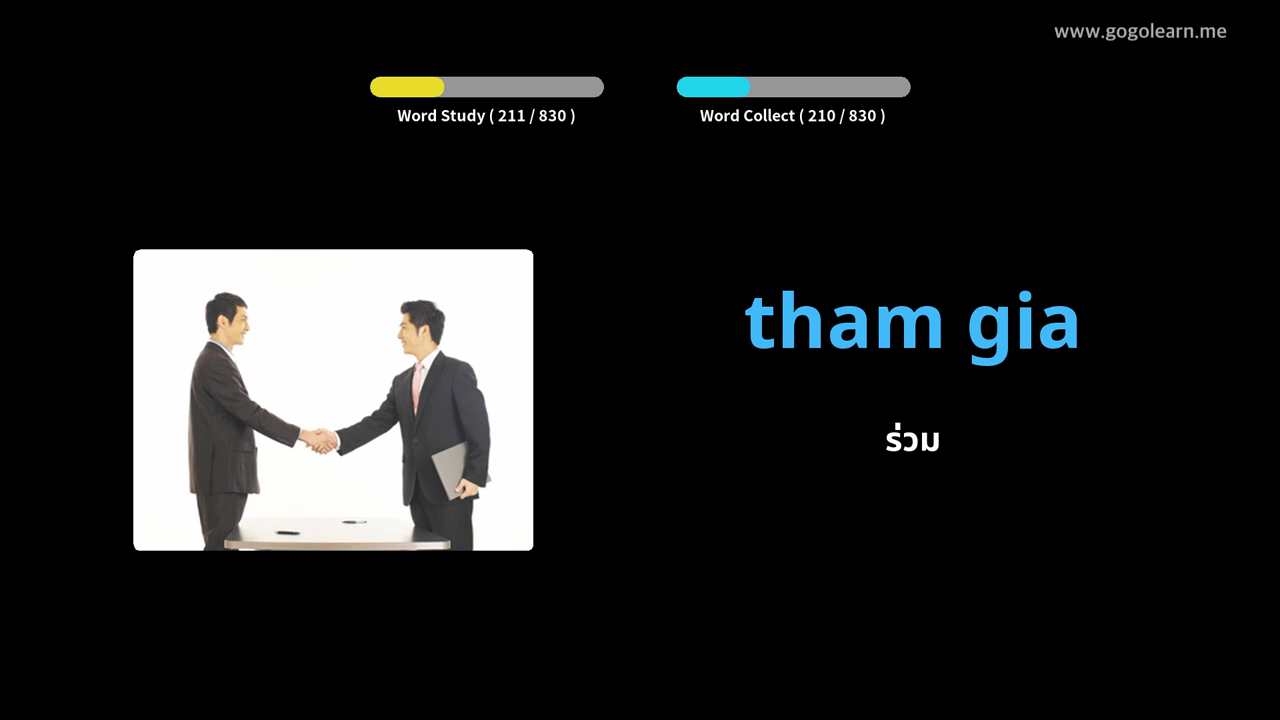 www.gogolearn.me
Word Study ( 211 / 830 )
Word Collect ( 210 / 830 )
tham gia
ร่วม